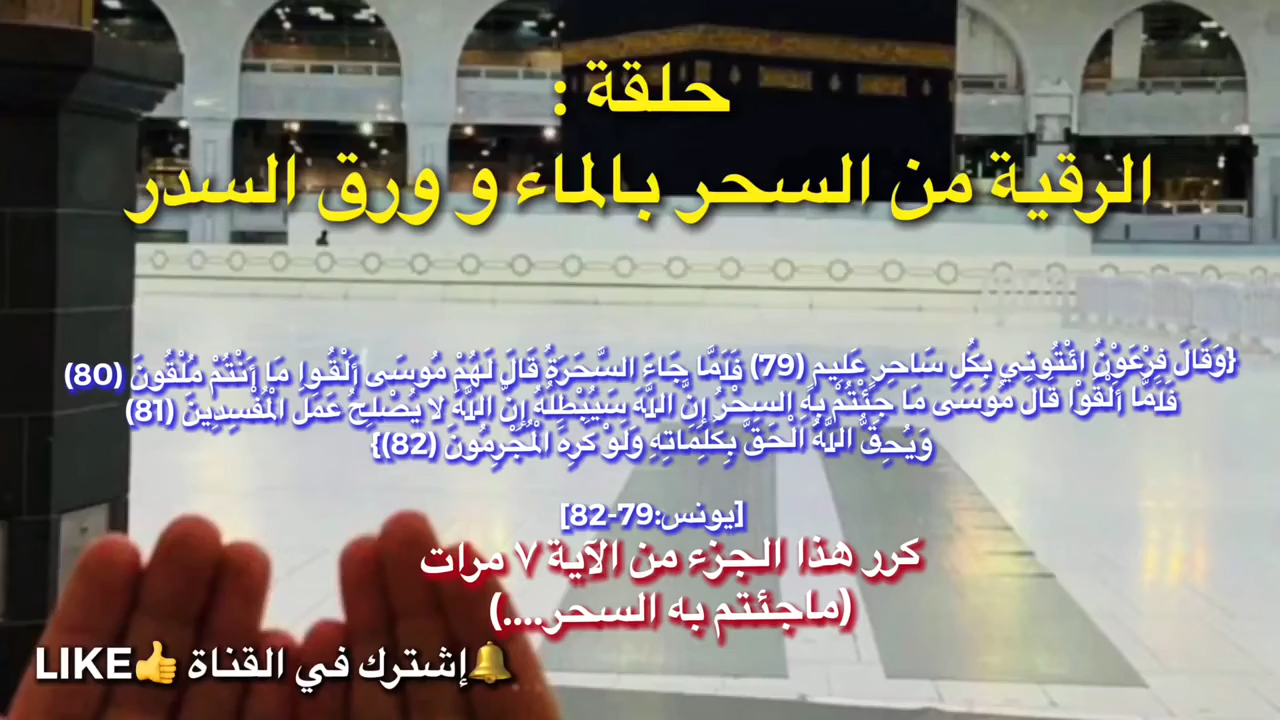 حلقة :
الرقية من السحر بالماء و ورق السدر
{وَقَالَ فِرْعَوْنُ ائْتُونِي بِكُلِ سَاحِرٍ عَلِيمٍ (79) فَلَمَّا جَاءَ السَّحَرَةُ قَالَ لَهُمْ مُوسَى أَلْقُوا مَا أَنْتُمْ مُلْقُونَ (80)
فَلَمَّا أَلْقَوْا قَالَ مُوسَى مَا جِئْتُمْ بِهِ السِحْرُ إِنَّ اللَّهَ سَيُبْطِلُهُ إِنَّ اللَّهَ لا يُصْلِحُ عَمَلَ الْمُفْسِدِينَ (81)
وَيُحِقُّ اللَّهُ الْحَقَّ بِكَلِمَاتِهِ وَلَوْ كَرِهَ الْمُجْرِمُونَ (82)}
[يونس:79-82]
كرر هذا الجزء من الآية ٧ مرات
(ماجئتم به السحر....)
🔔إشترك في القناة 👍LIKE